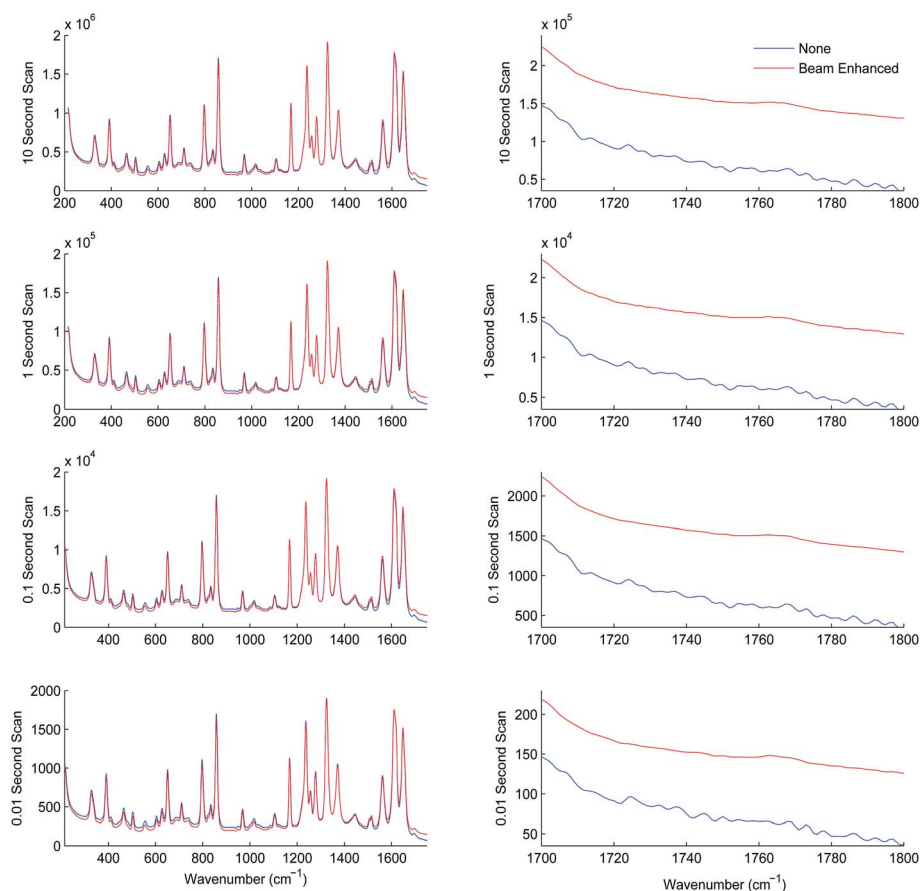 x 10^6
2
1.5
1
0.5
0
10 Second Scan
200 400 600 800 1000 1200 1400 1600
x 10^5
2
1.5
1
0.5
10 Second Scan
None
Beam Enhanced
1700 1720 1740 1760 1780 1800
x 10^5
2
1.5
1
0.5
0
1 Second Scan
200 400 600 800 1000 1200 1400 1600
x 10^4
2
1.5
1
0.5
1 Second Scan
1700 1720 1740 1760 1780 1800
x 10^4
2
1.5
1
0.5
0
0.1 Second Scan
400 600 800 1000 1200 1400 1600
2000
1500
1000
500
0.1 Second Scan
1700 1720 1740 1760 1780 1800
2000
1500
1000
500
0
0.01 Second Scan
400 600 800 1000 1200 1400 1600
Wavenumber (cm⁻¹)
200
150
100
50
0.01 Second Scan
1700 1720 1740 1760 1780 1800
Wavenumber (cm⁻¹)